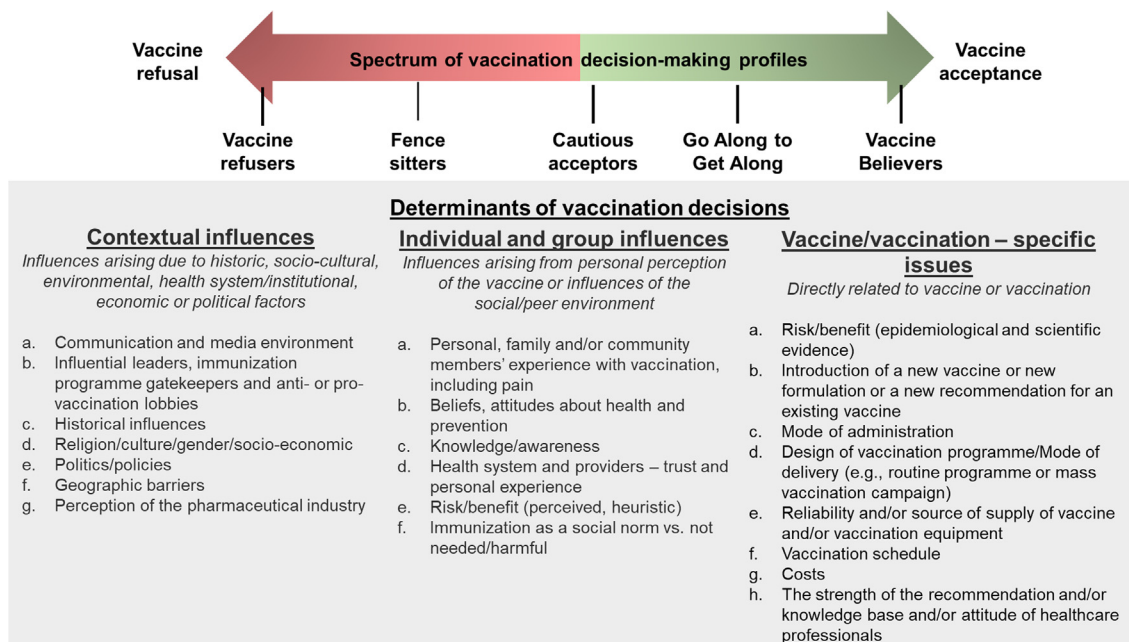 Vaccine
refusal
Spectrum of vaccination decision-making profiles
Vaccine
acceptance
Vaccine
refusers
Fence
sitters
Cautious
acceptors
Go Along to
Get Along
Vaccine
Believers
Determinants of vaccination decisions
Contextual influences
Influences arising due to historic, socio-cultural,
environmental, health system/institutional,
economic or political factors
a. Communication and media environment
b. Influential leaders, immunization
programme gatekeepers and anti- or pro-
vaccination lobbies
c. Historical influences
d. Religion/culture/gender/socio-economic
e. Politics/policies
f. Geographic barriers
g. Perception of the pharmaceutical industry
Individual and group influences
Influences arising from personal perception
of the vaccine or influences of the
social/peer environment
a. Personal, family and/or community
members' experience with vaccination,
including pain
b. Beliefs, attitudes about health and
prevention
c. Knowledge/awareness
d. Health system and providers – trust and
personal experience
e. Risk/benefit (perceived, heuristic)
f. Immunization as a social norm vs. not
needed/harmful
Vaccine/vaccination – specific
issues
Directly related to vaccine or vaccination
a. Risk/benefit (epidemiological and scientific
evidence)
b. Introduction of a new vaccine or new
formulation or a new recommendation for an
existing vaccine
c. Mode of administration
d. Design of vaccination programme/Mode of
delivery (e.g., routine programme or mass
vaccination campaign)
e. Reliability and/or source of supply of vaccine
and/or vaccination equipment
f. Vaccination schedule
g. Costs
h. The strength of the recommendation and/or
knowledge base and/or attitude of healthcare
professionals